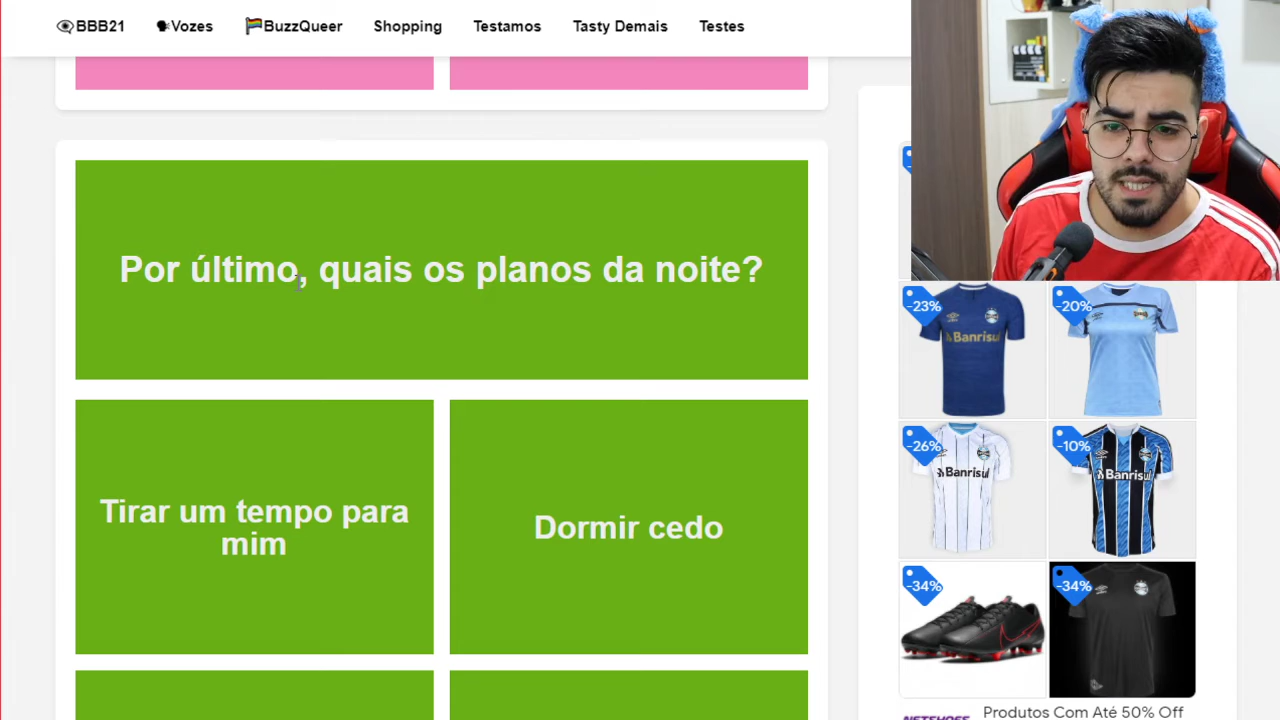 BBB21 Vozes BuzzQueer Shopping Testamos Tasty Demais Testes
Por último, quais os planos da noite?
Tirar um tempo para
mim
Dormir cedo
-23%
-20%
Banrisul
-26%
-10%
Banrisul
Banrisul
-34%
-34%
Produtos Com Até 50% Off
NETSHOES